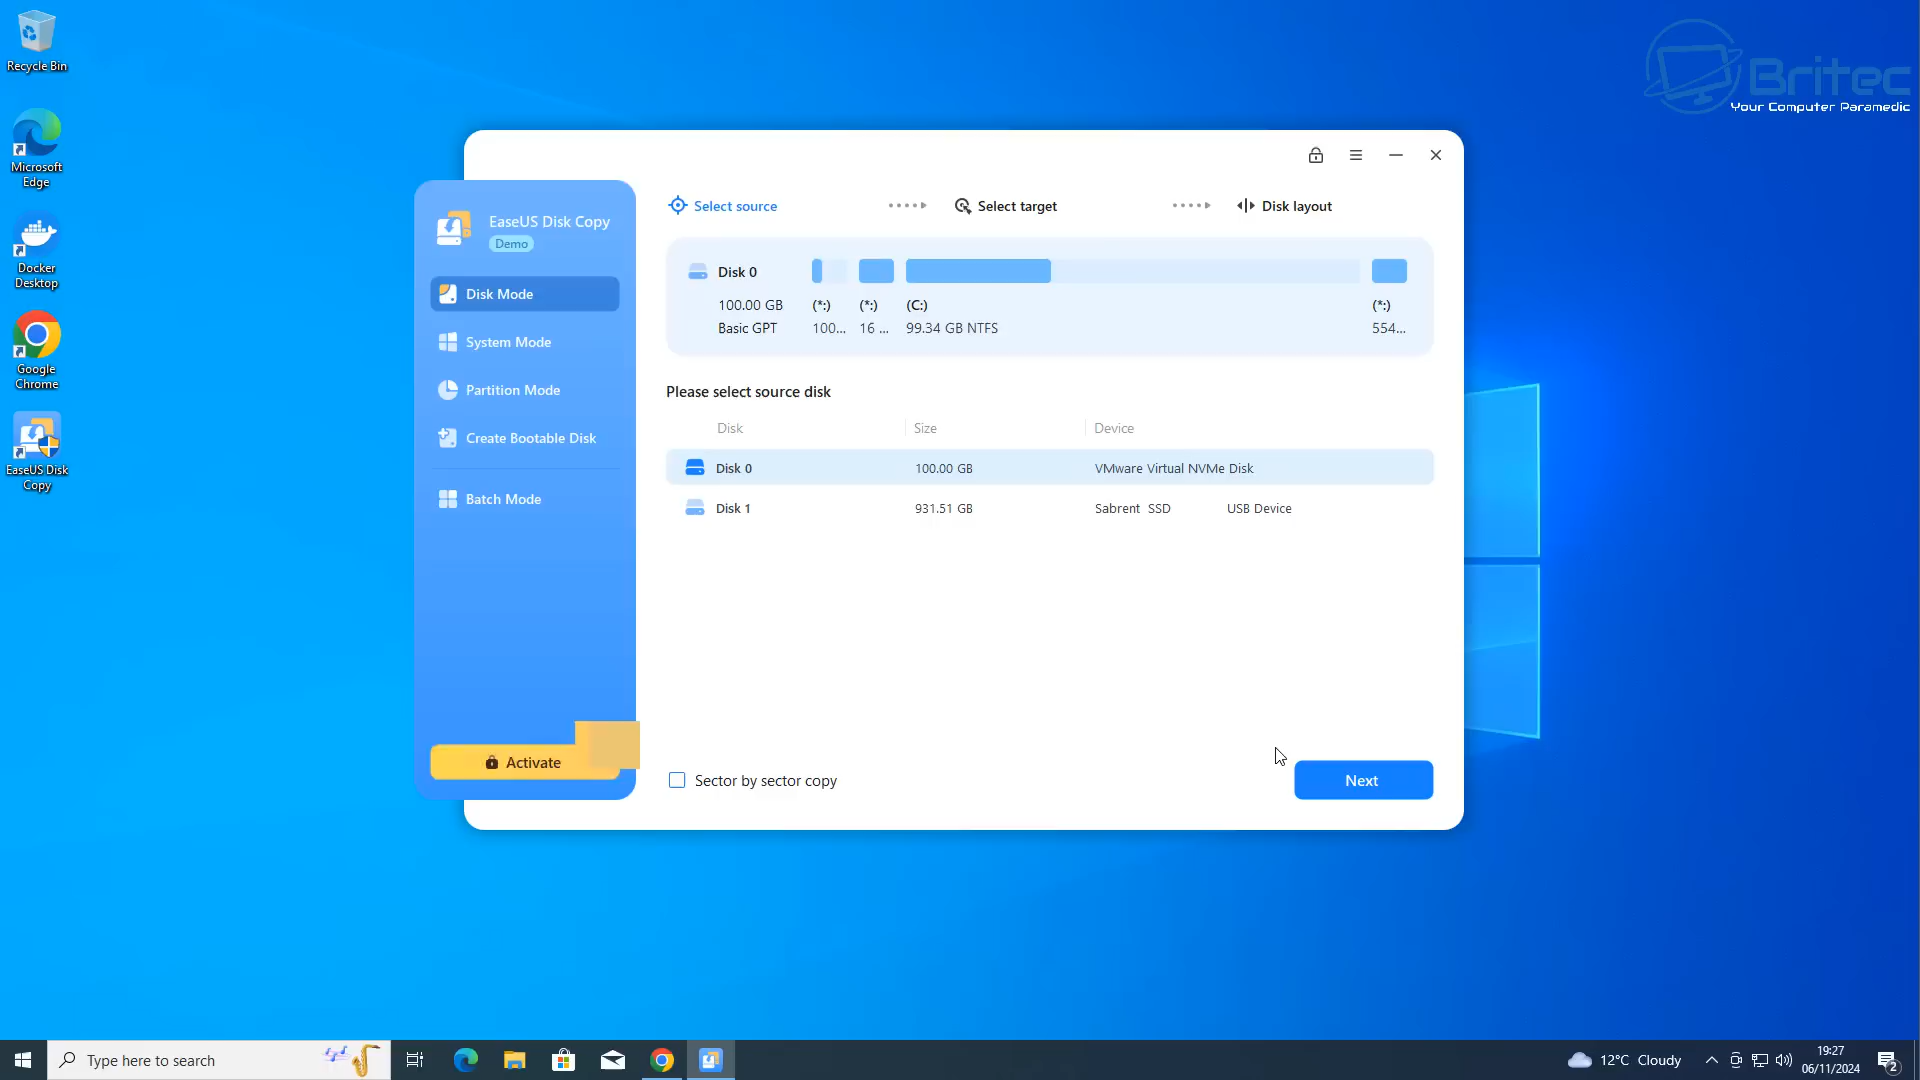 Recycle Bin
Microsoft
Edge
Docker
Desktop
Google
Chrome
EaseUS Disk
Copy
Britec
Your Computer Paramedic
EaseUS Disk Copy
Demo
Disk Mode
System Mode
Partition Mode
Create Bootable Disk
Batch Mode
Activate
Select source
Select target
Disk layout
Disk 0
100.00 GB (*:) (*:) (C:) (*:)
Basic GPT 100... 16 ... 99.34 GB NTFS 554...
Please select source disk
Disk Size Device
Disk 0 100.00 GB VMware Virtual NVMe Disk
Disk 1 931.51 GB Sabrent SSD USB Device
Sector by sector copy
Next
Type here to search
12°C Cloudy
19:27
06/11/2024
2